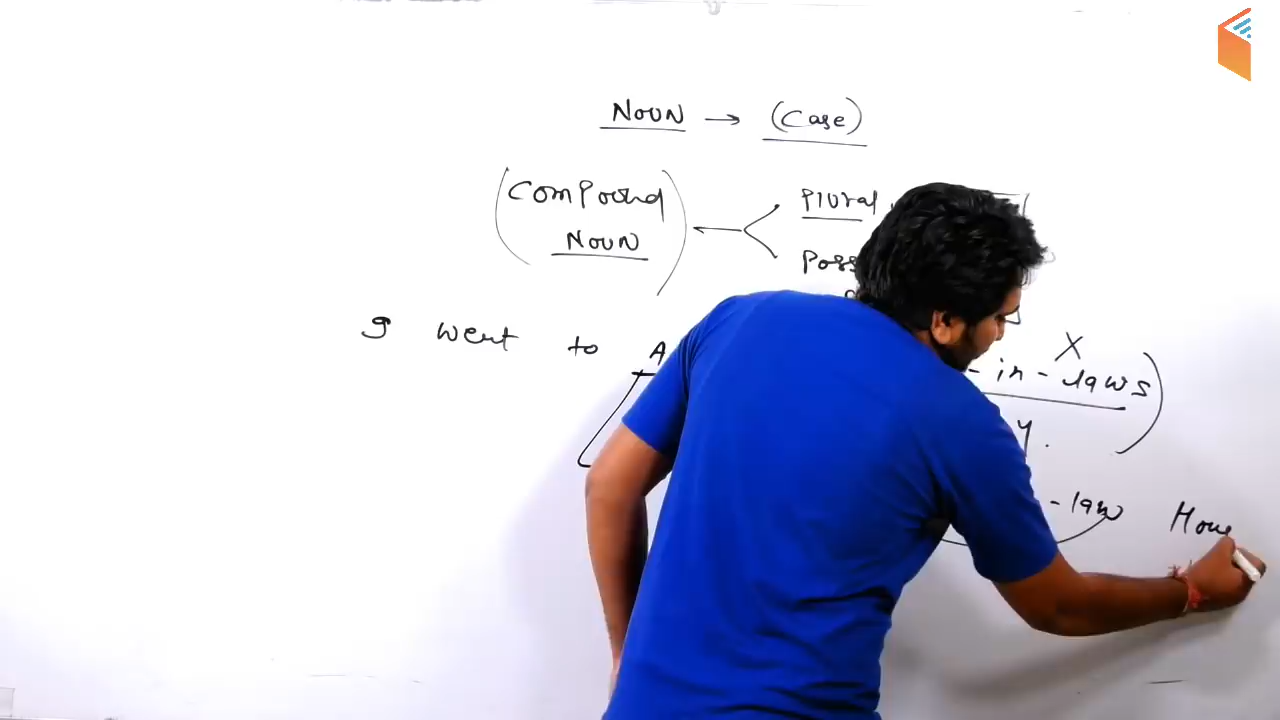 NOUN → (Case)
(Compound Plural
NOUN) Poss
I went to A - in - laws)
X
y.
- law Hou